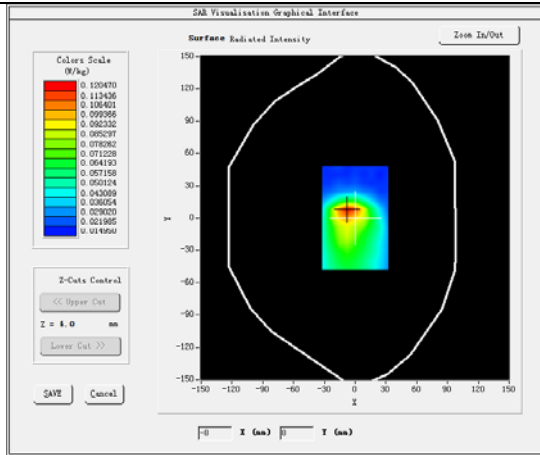 SAR Visualisation Graphical Interface
Surface Radiated Intensity
Zoom In/Out
Colors Scale
(W/kg)
0.120470
0.113436
0.106401
0.099366
0.092332
0.085297
0.078262
0.071228
0.064193
0.057158
0.050124
0.043089
0.036054
0.029020
0.021985
0.014950
150
120
90
60
30
0
-30
-60
-90
-120
-150
Y
-150 -120 -90 -60 -30 0 30 60 90 120 150
X
Z-Cuts Control
<< Upper Cut
Z = 4.0 mm
Lower Cut >>
SAVE Cancel
-8 X (mm) 8 Y (mm)